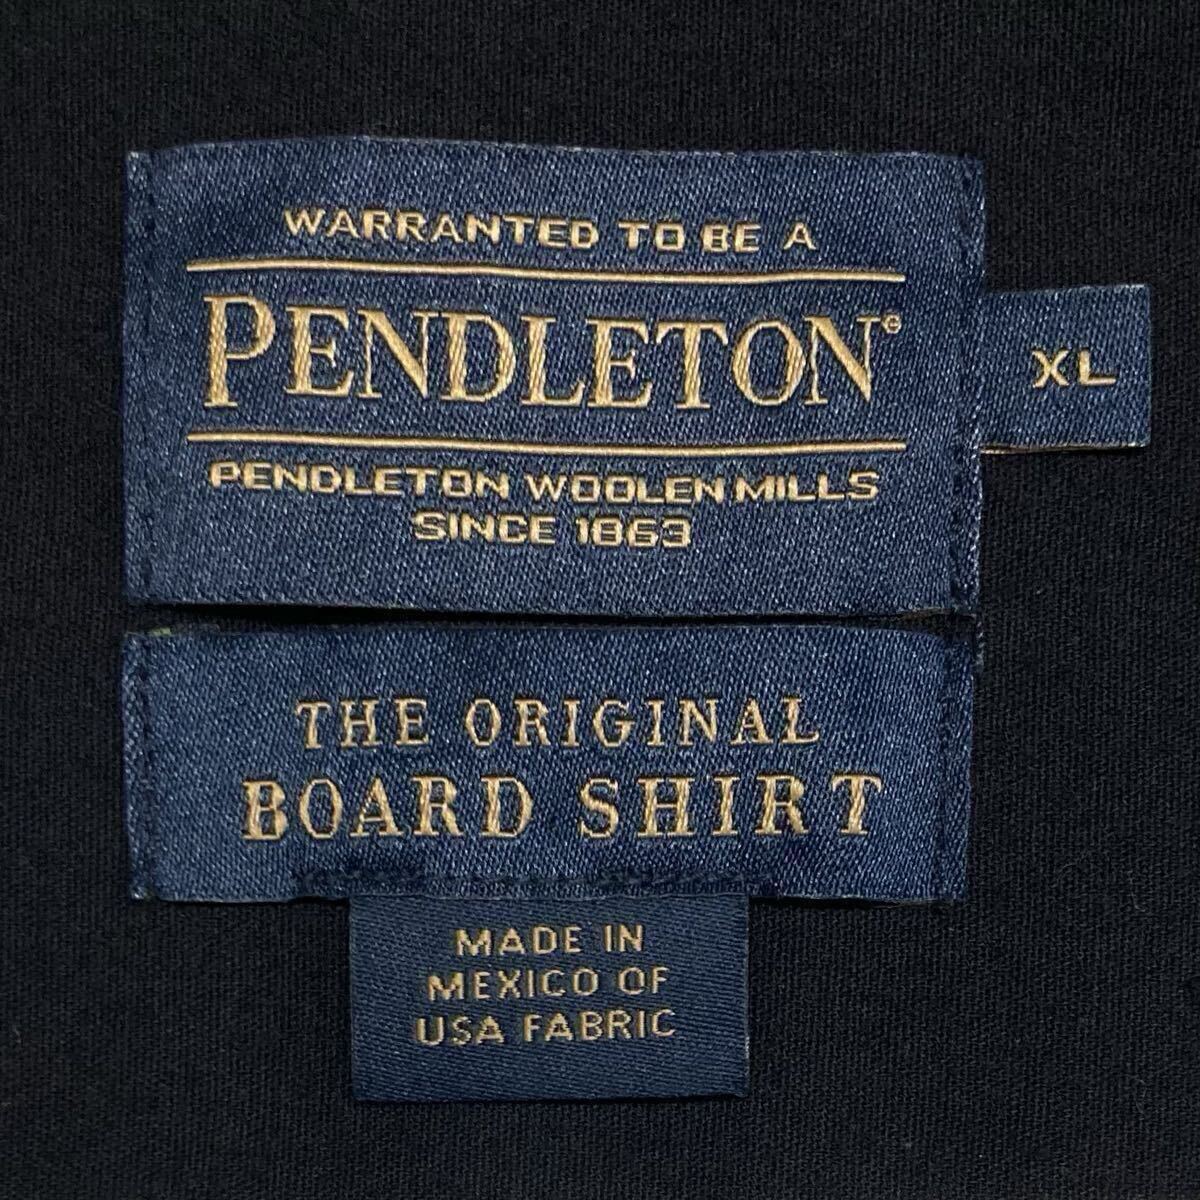 WARRANTED TO BE A
PENDLETON®
XL
PENDLETON WOOLEN MILLS
SINCE 1863
THE ORIGINAL
BOARD SHIRT
MADE IN
MEXICO OF
USA FABRIC